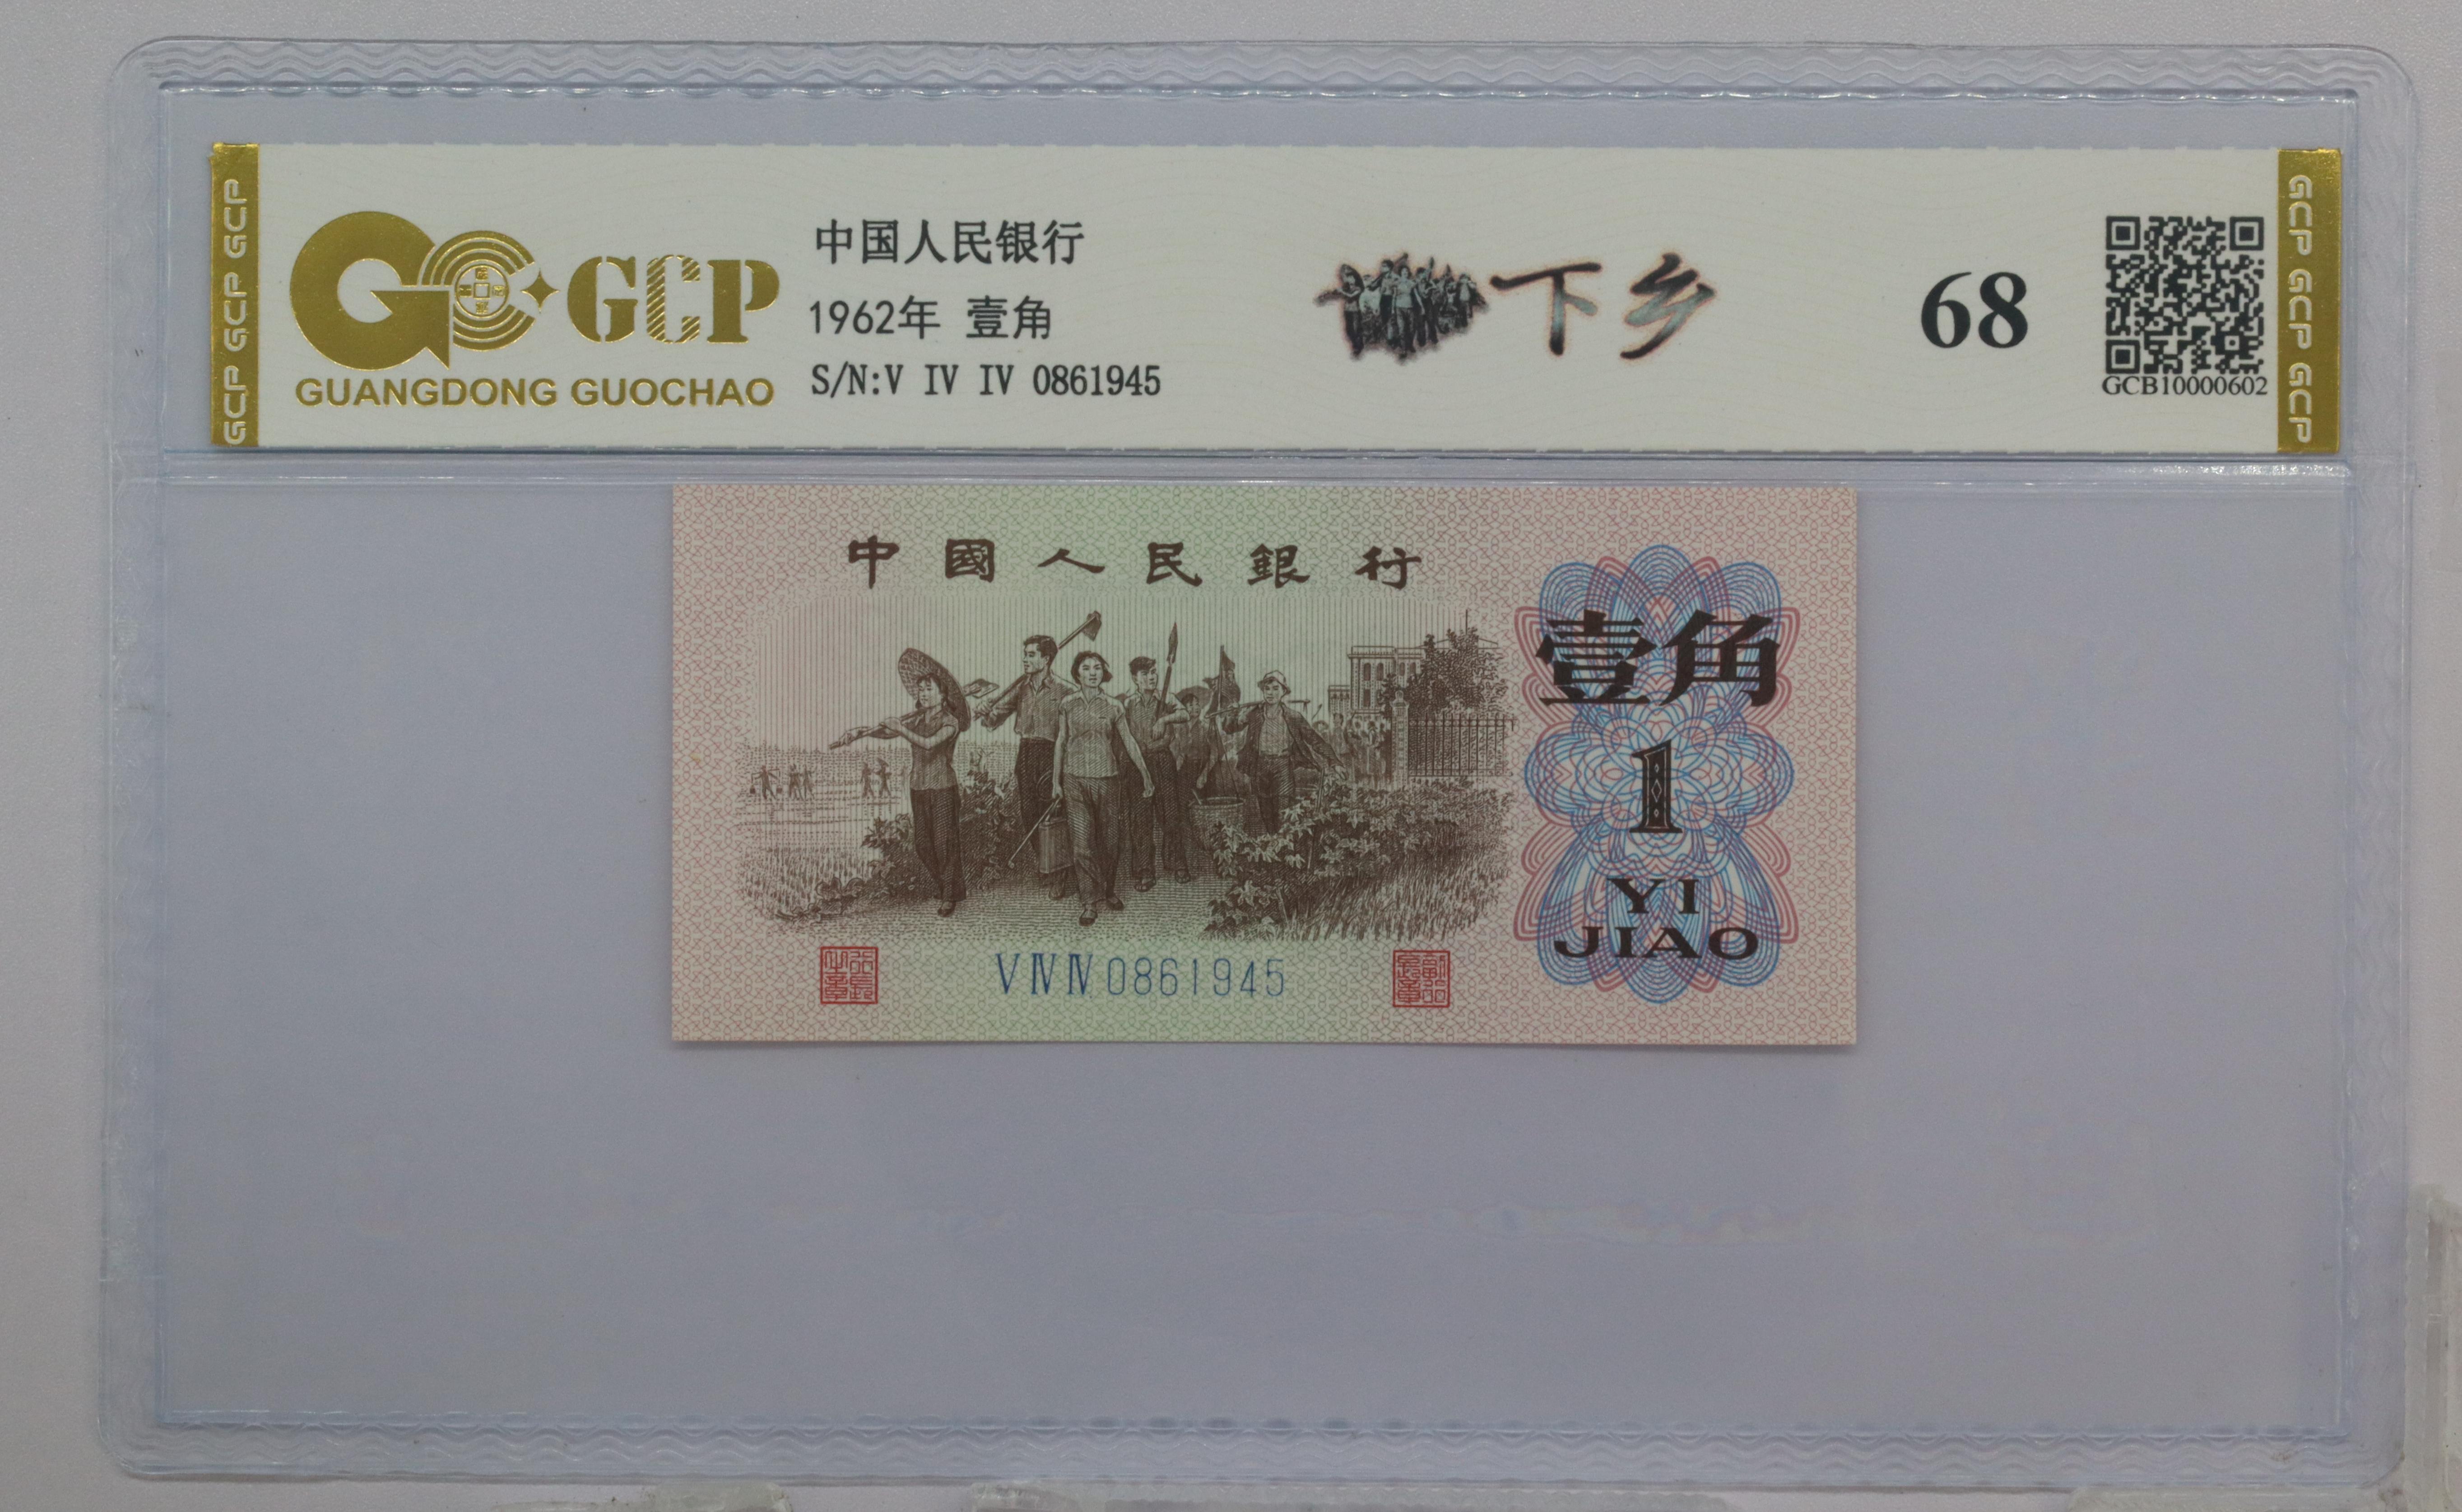 GCP GCP GCP GCP
GCP
GUANGDONG GUOCHAO
中国人民银行
1962年 壹角
S/N:V IV IV 0861945
下乡
68
GCB10000602
GCP GCP GCP GCP
中國人民銀行
壹角
1
YI
JIAO
V IV IV 0861945